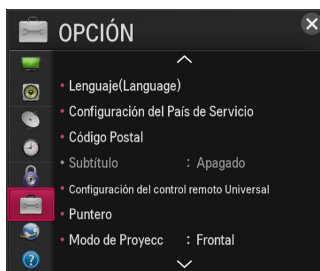 OPCIÓN
• Lenguaje(Language)
• Configuración del País de Servicio
• Código Postal
• Subtítulo : Apagado
• Configuración del control remoto Universal
• Puntero
• Modo de Proyecc : Frontal